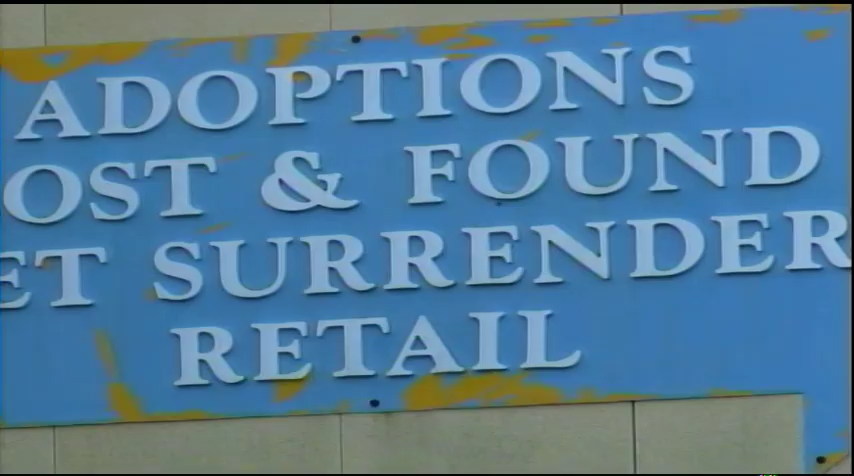 ADOPTIONS
OST & FOUND
ET SURRENDER
RETAIL